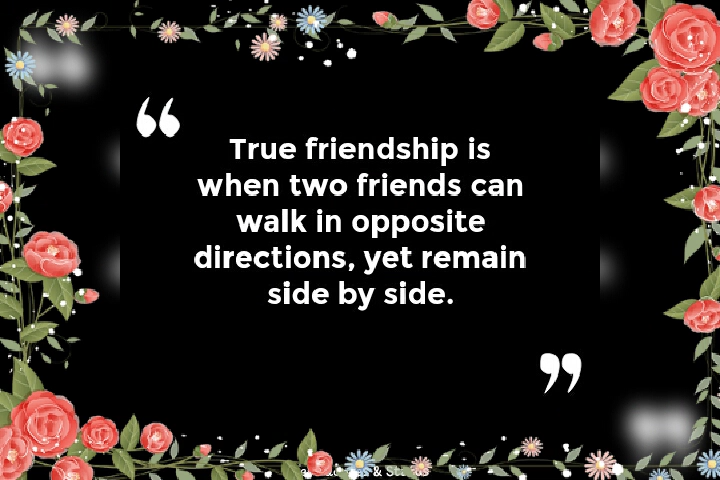 True friendship is
when two friends can
walk in opposite
directions, yet remain
side by side.
&